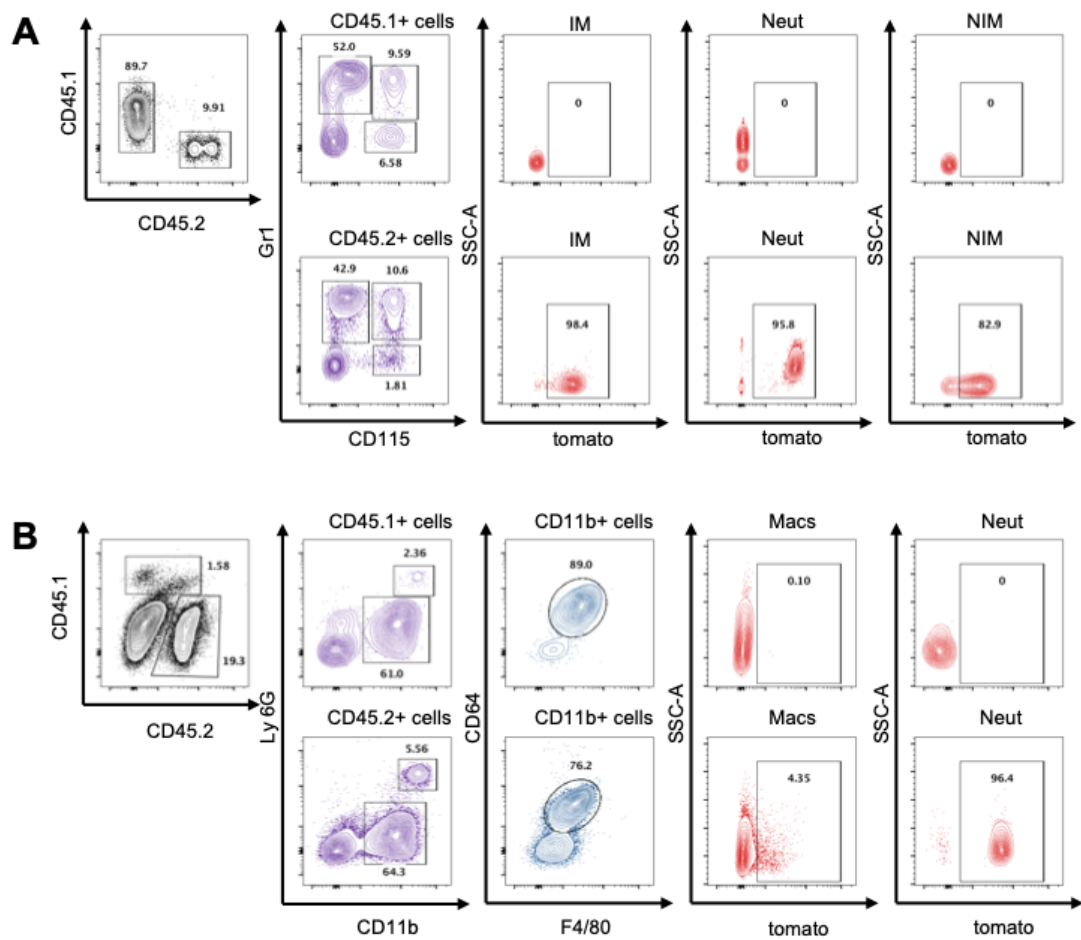 A
CD45.1+ cells
IM
Neut
NIM
CD45.1
89.7
9.91
52.0
9.59
6.58
0
0
0
CD45.2
Gr1
SSC-A
SSC-A
SSC-A
CD45.2+ cells
IM
Neut
NIM
42.9
10.6
1.81
98.4
95.8
82.9
CD115
tomato
tomato
tomato
B
CD45.1+ cells
CD11b+ cells
Macs
Neut
CD45.1
1.58
19.3
2.36
61.0
89.0
0.10
0
CD45.2
Ly 6G
CD64
SSC-A
SSC-A
CD45.2+ cells
CD11b+ cells
Macs
Neut
5.56
64.3
76.2
4.35
96.4
CD11b
F4/80
tomato
tomato